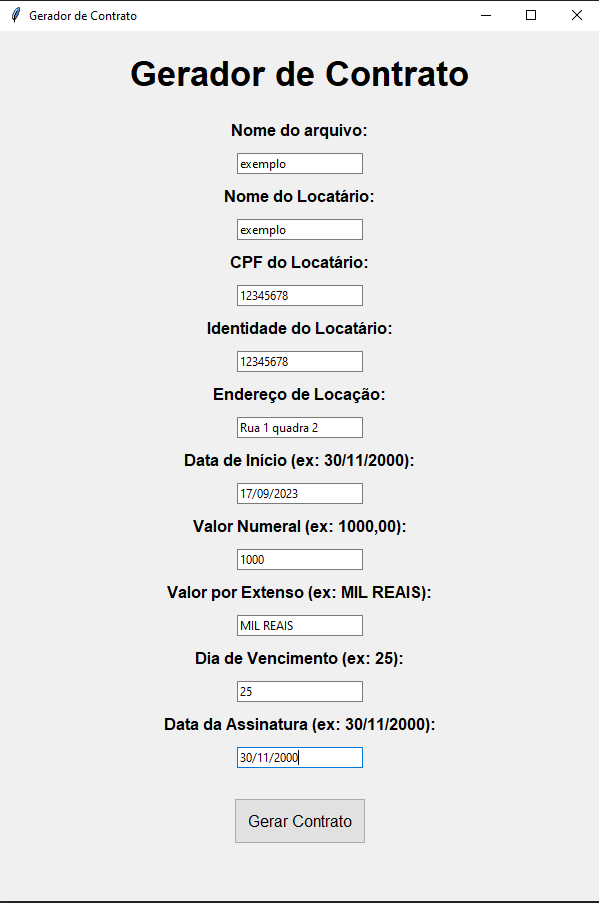 Gerador de Contrato
Gerador de Contrato
Nome do arquivo:
exemplo
Nome do Locatário:
exemplo
CPF do Locatário:
12345678
Identidade do Locatário:
12345678
Endereço de Locação:
Rua 1 quadra 2
Data de Início (ex: 30/11/2000):
17/09/2023
Valor Numeral (ex: 1000,00):
1000
Valor por Extenso (ex: MIL REAIS):
MIL REAIS
Dia de Vencimento (ex: 25):
25
Data da Assinatura (ex: 30/11/2000):
30/11/2000
Gerar Contrato